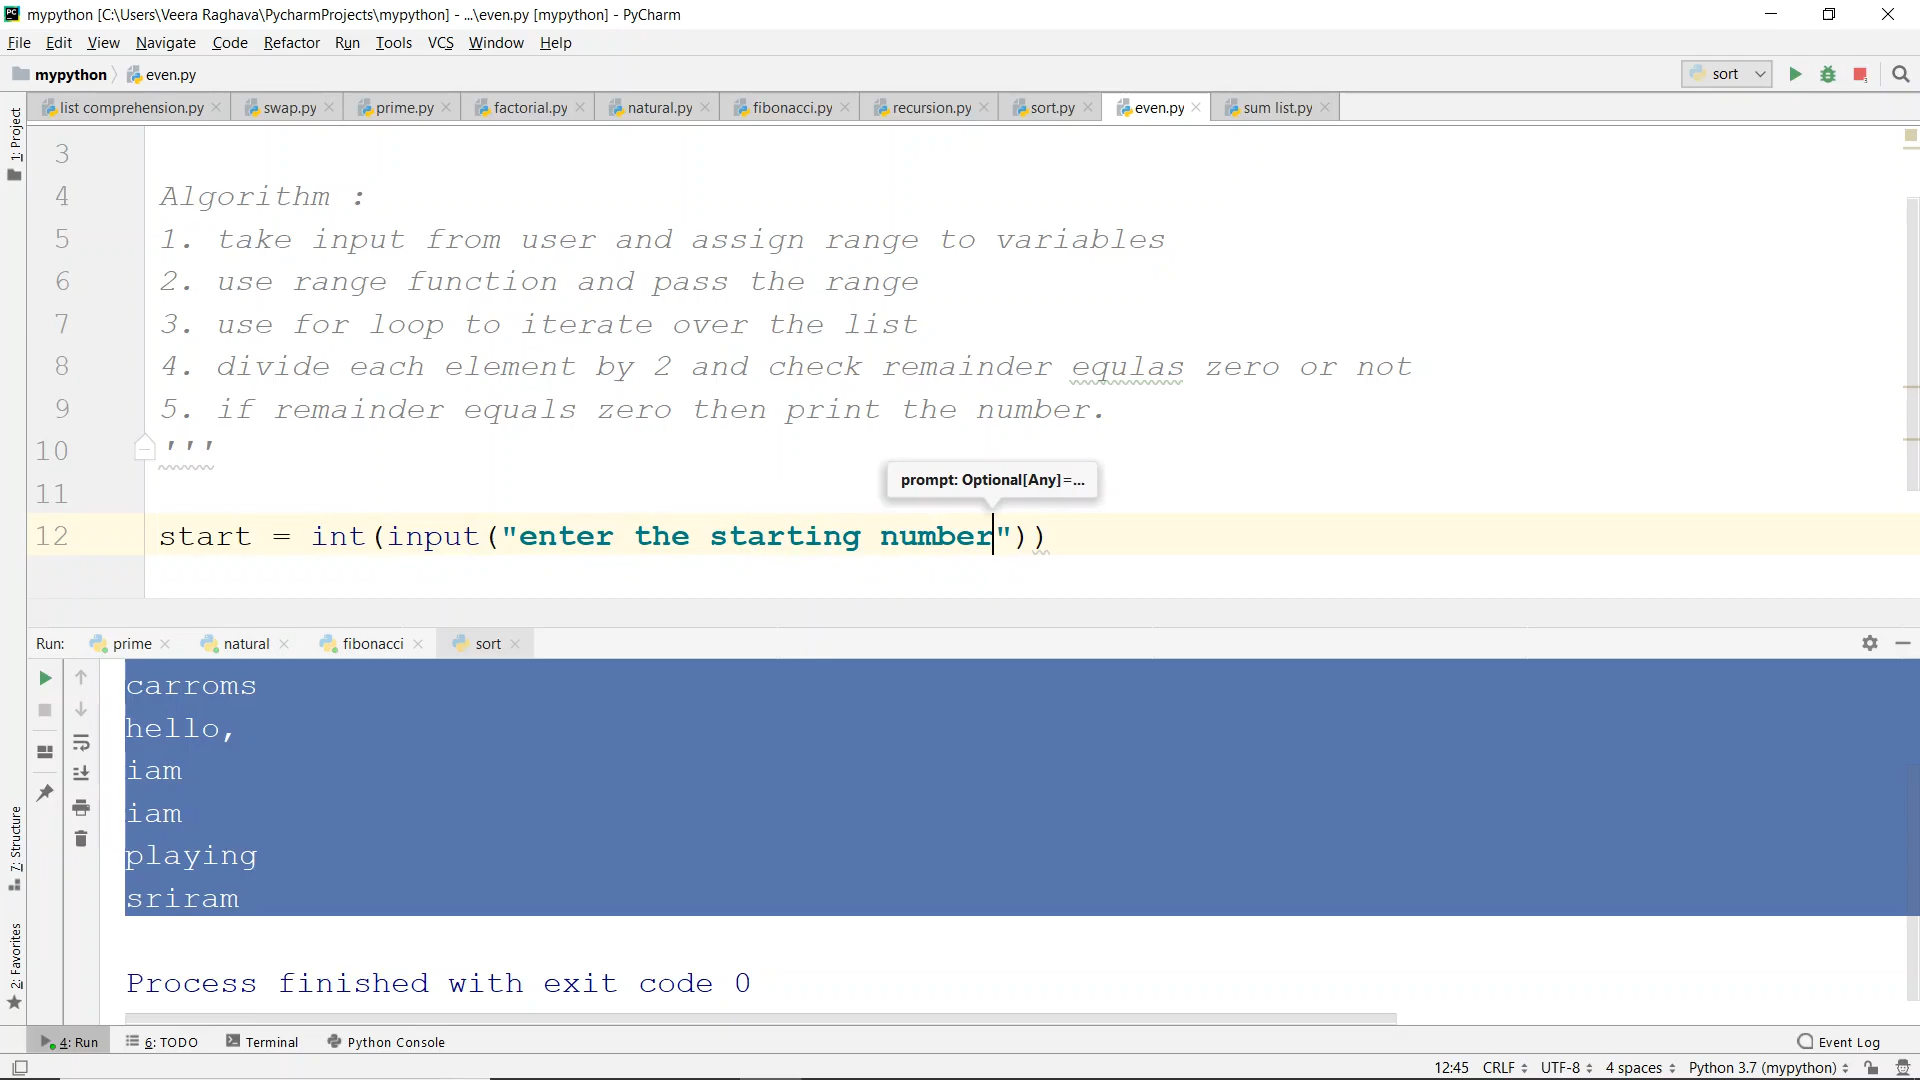 mypython [C:\Users\Veera Raghava\PycharmProjects\mypython] - ...\even.py [mypython] - PyCharm
File Edit View Navigate Code Refactor Run Tools VCS Window Help
mypython even.py sort
list comprehension.py swap.py prime.py factorial.py natural.py fibonacci.py recursion.py sort.py even.py sum list.py
1: Project
3
4 Algorithm :
5 1. take input from user and assign range to variables
6 2. use range function and pass the range
7 3. use for loop to iterate over the list
8 4. divide each element by 2 and check remainder equlas zero or not
9 5. if remainder equals zero then print the number.
10 '''
prompt: Optional[Any]=...
11
12 start = int(input("enter the starting number"))
Run: prime natural fibonacci sort
carroms
hello,
iam
iam
playing
sriram
Process finished with exit code 0
7: Structure
2: Favorites
4: Run 6: TODO Terminal Python Console Event Log
12:45 CRLF UTF-8 4 spaces Python 3.7 (mypython)